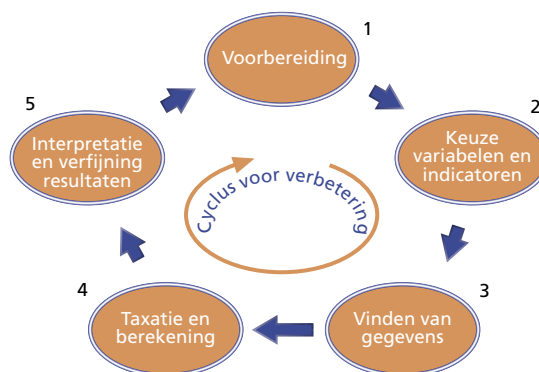 1
Voorbereiding
2
Keuze
variabelen en
indicatoren
3
Vinden van
gegevens
4
Taxatie en
berekening
5
Interpretatie
en verfijning
resultaten
Cyclus voor verbetering